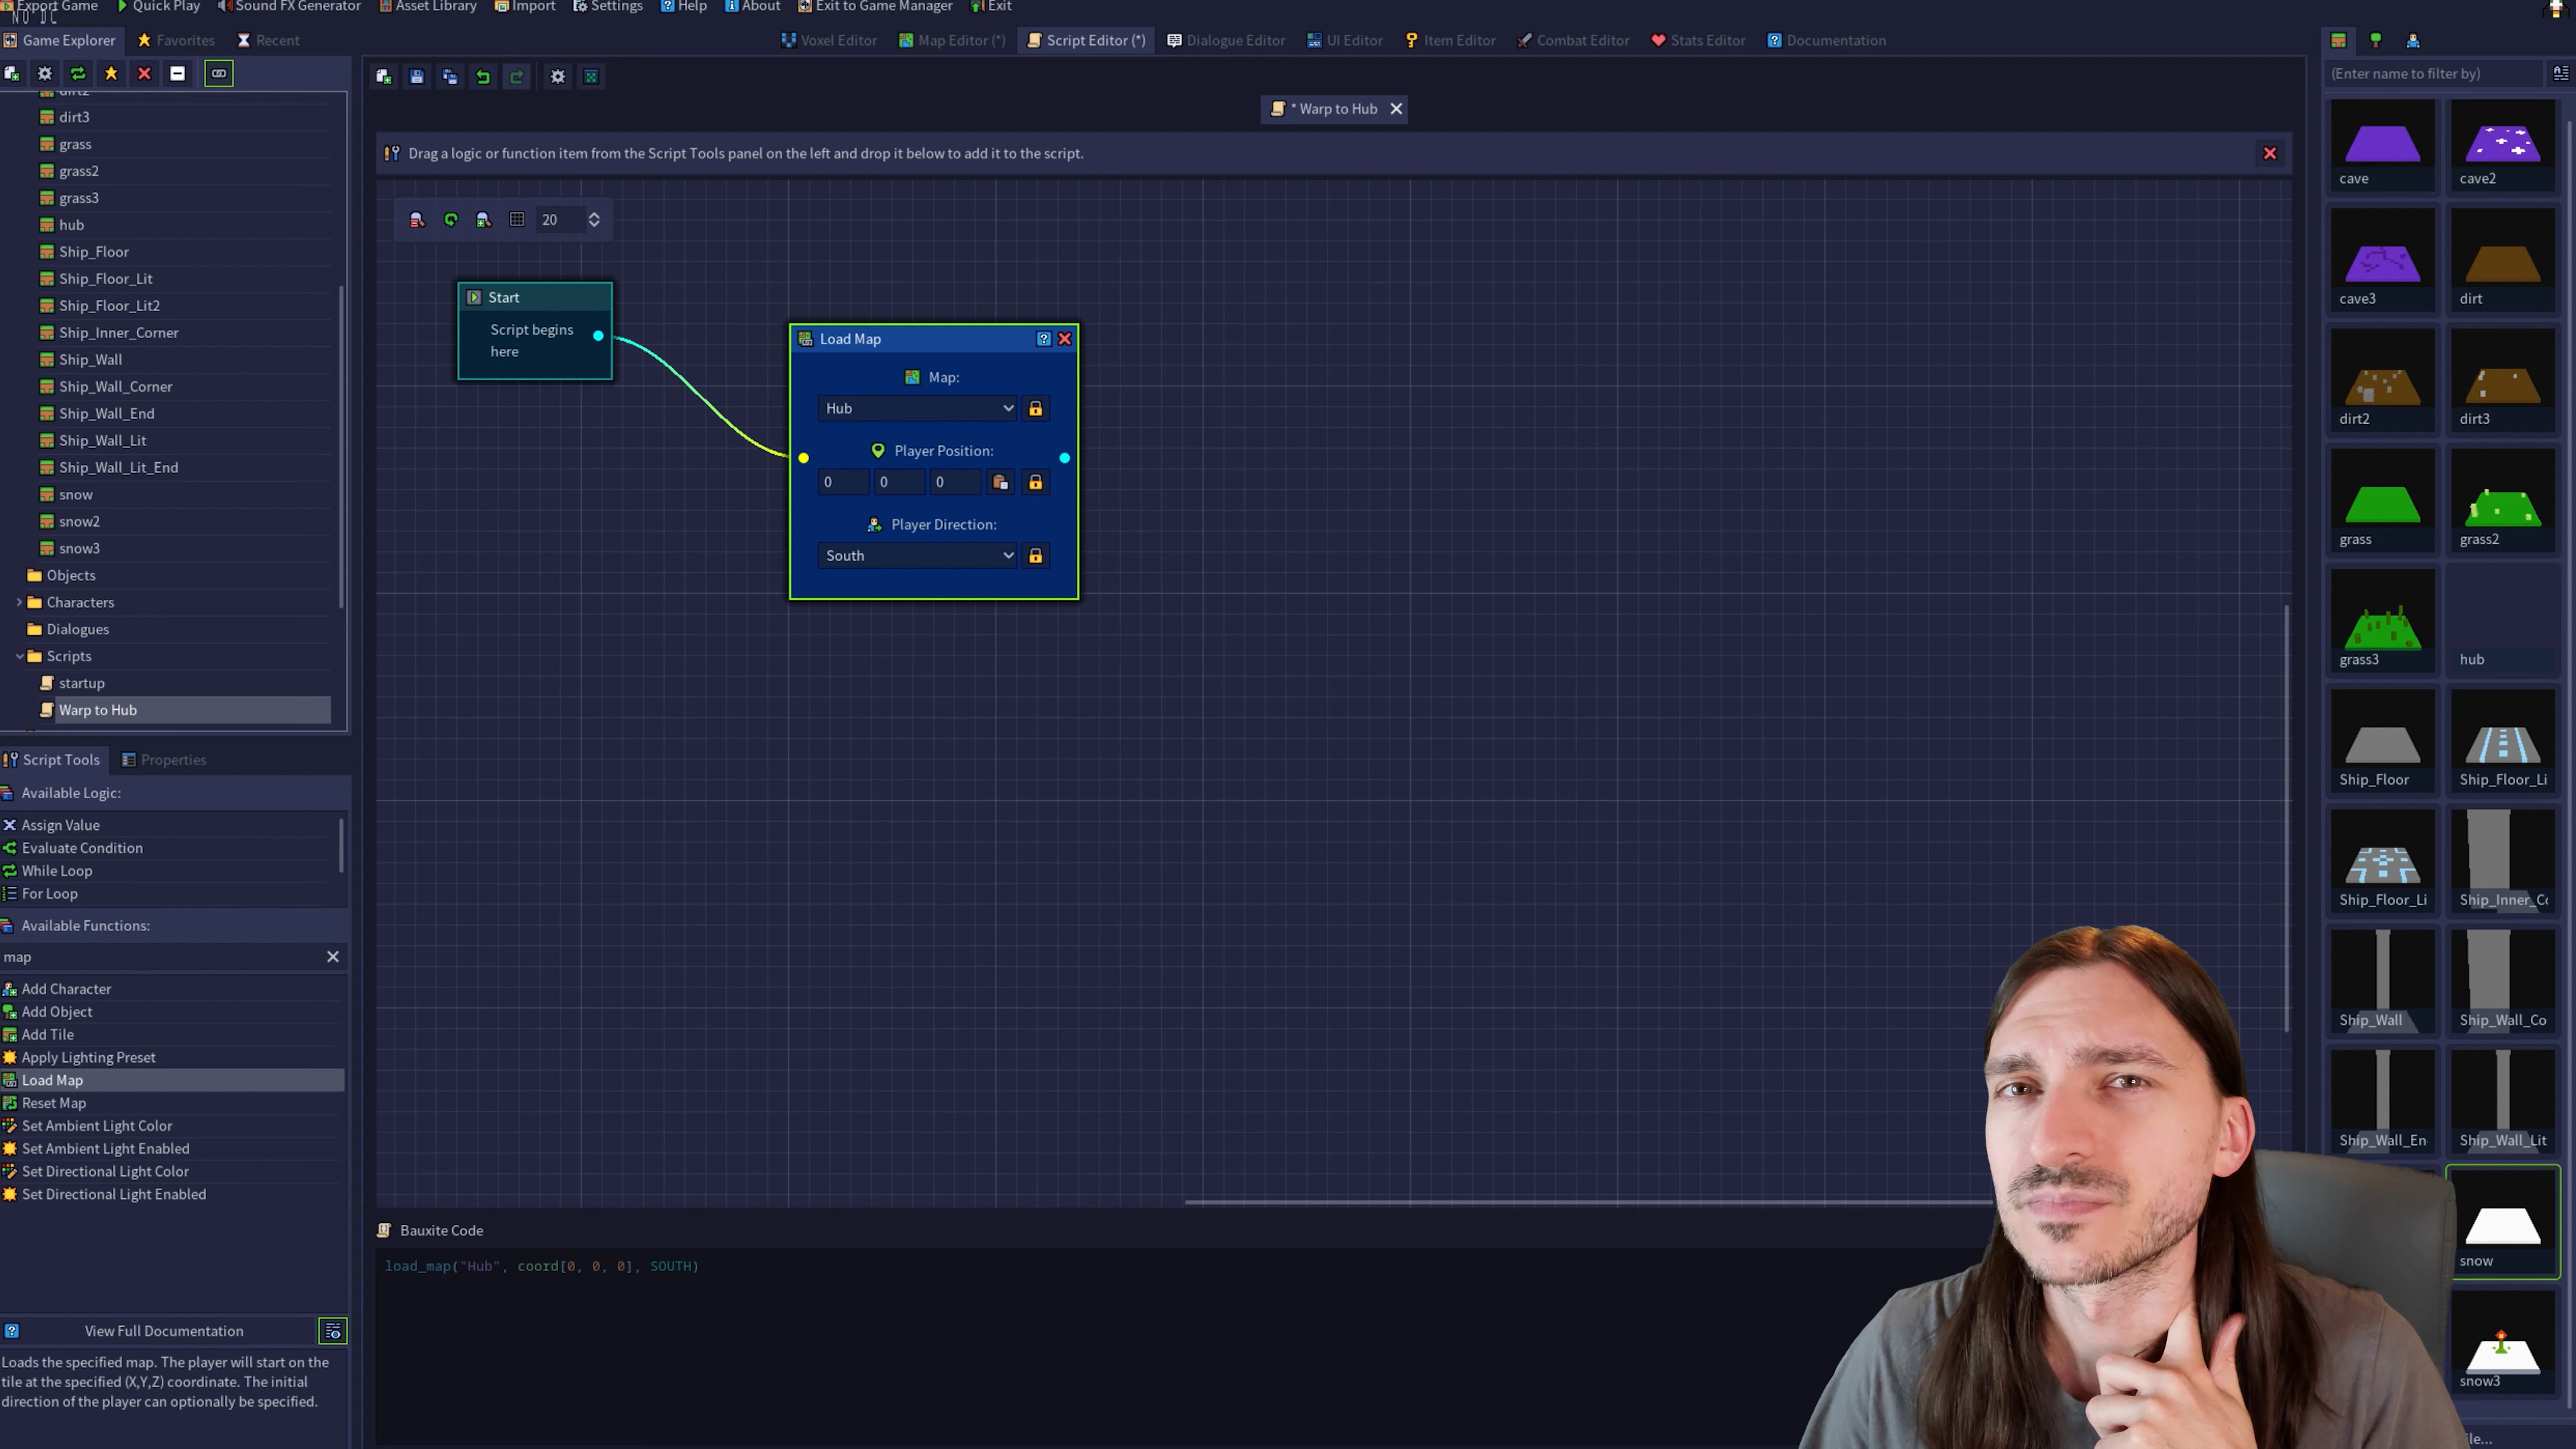 Export Game
Quick Play
Sound FX Generator
Asset Library
Import
Settings
Help
About
Exit to Game Manager
Exit
Game Explorer
Favorites
Recent
Voxel Editor
Map Editor (*)
Script Editor (*)
Dialogue Editor
UI Editor
Item Editor
Combat Editor
Stats Editor
Documentation
(Enter name to filter by)
* Warp to Hub
Drag a logic or function item from the Script Tools panel on the left and drop it below to add it to the script.
dirt2
dirt3
grass
grass2
grass3
hub
Ship_Floor
Ship_Floor_Lit
Ship_Floor_Lit2
Ship_Inner_Corner
Ship_Wall
Ship_Wall_Corner
Ship_Wall_End
Ship_Wall_Lit
Ship_Wall_Lit_End
snow
snow2
snow3
Objects
Characters
Dialogues
Scripts
startup
Warp to Hub
20
Start
Script begins
here
Load Map
Map:
Hub
Player Position:
0 0 0
Player Direction:
South
Script Tools
Properties
Available Logic:
Assign Value
Evaluate Condition
While Loop
For Loop
Available Functions:
map
Add Character
Add Object
Add Tile
Apply Lighting Preset
Load Map
Reset Map
Set Ambient Light Color
Set Ambient Light Enabled
Set Directional Light Color
Set Directional Light Enabled
View Full Documentation
Loads the specified map. The player will start on the
tile at the specified (X,Y,Z) coordinate. The initial
direction of the player can optionally be specified.
Bauxite Code
load_map("Hub", coord[0, 0, 0], SOUTH)
cave
cave2
cave3
dirt
dirt2
dirt3
grass
grass2
grass3
hub
Ship_Floor
Ship_Floor_Li
Ship_Floor_Li
Ship_Inner_Co
Ship_Wall
Ship_Wall_Co
Ship_Wall_En
Ship_Wall_Lit
snow
snow3